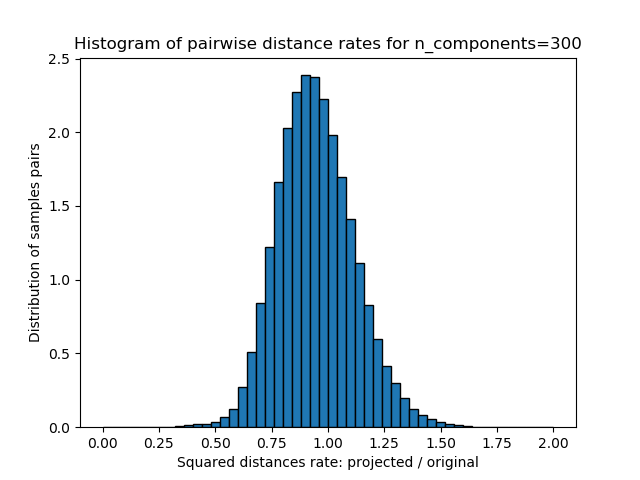 Histogram of pairwise distance rates for n_components=300
2.5
2.0
1.5
1.0
0.5
0.0
Distribution of samples pairs
0.00 0.25 0.50 0.75 1.00 1.25 1.50 1.75 2.00
Squared distances rate: projected / original